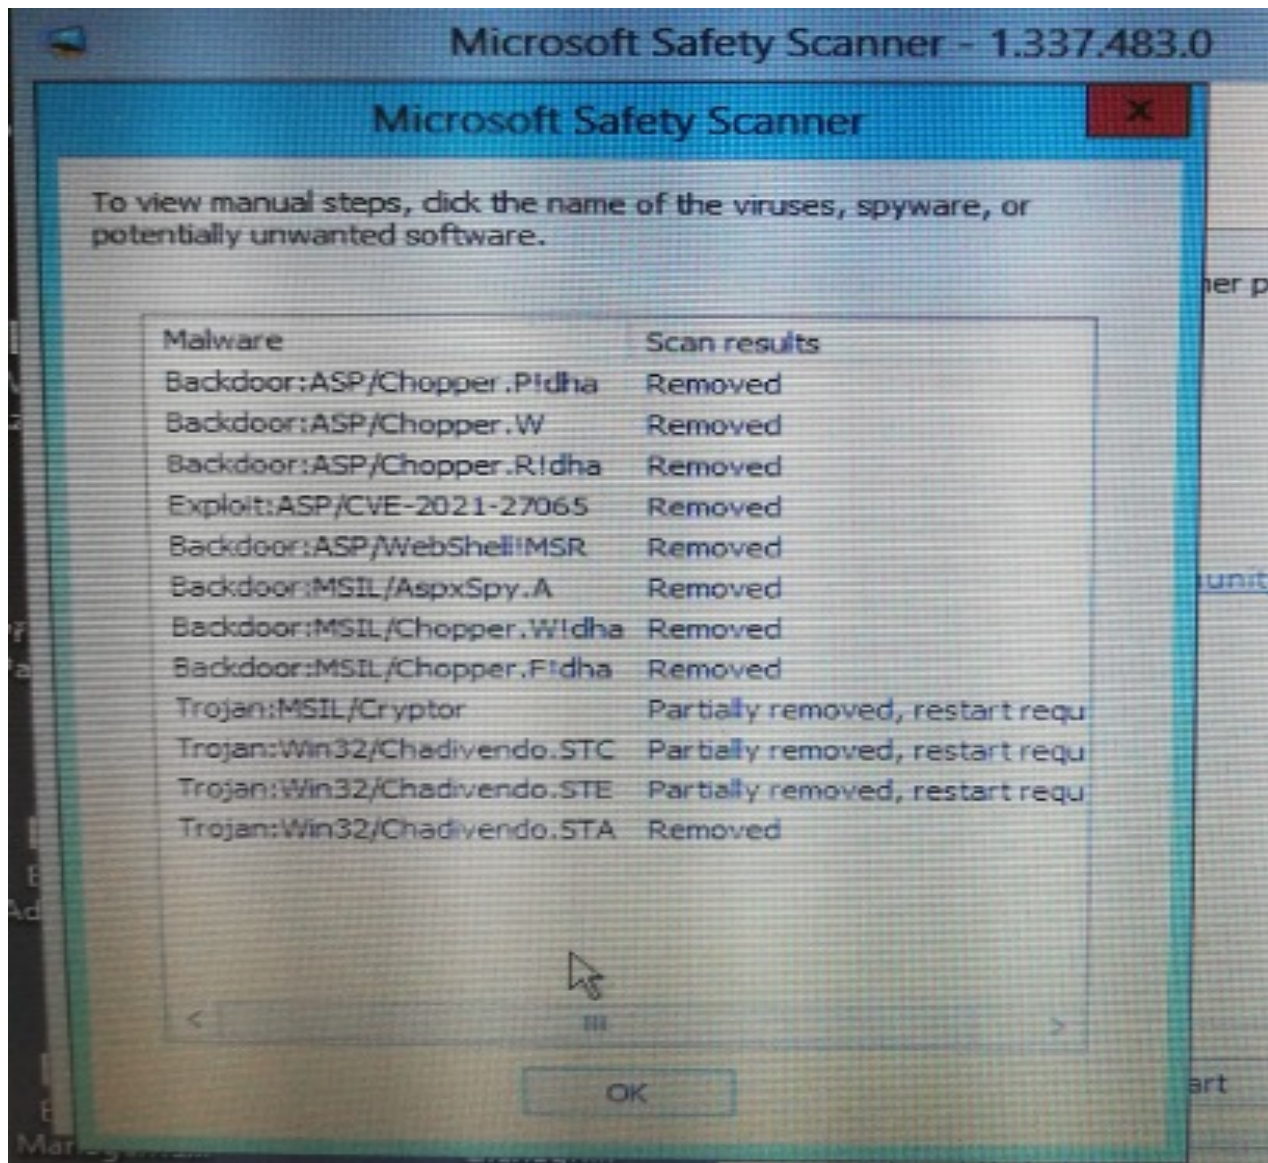 Microsoft Safety Scanner - 1.337.483.0
Microsoft Safety Scanner
To view manual steps, click the name of the viruses, spyware, or
potentially unwanted software.
Malware Scan results
Backdoor:ASP/Chopper.P!dha Removed
Backdoor:ASP/Chopper.W Removed
Backdoor:ASP/Chopper.R!dha Removed
Exploit:ASP/CVE-2021-27065 Removed
Backdoor:ASP/WebShell!MSR Removed
Backdoor:MSIL/AspxSpy.A Removed
Backdoor:MSIL/Chopper.W!dha Removed
Backdoor:MSIL/Chopper.F!dha Removed
Trojan:MSIL/Cryptor Partially removed, restart requ
Trojan:Win32/Chadivendo.STC Partially removed, restart requ
Trojan:Win32/Chadivendo.STE Partially removed, restart requ
Trojan:Win32/Chadivendo.STA Removed
OK